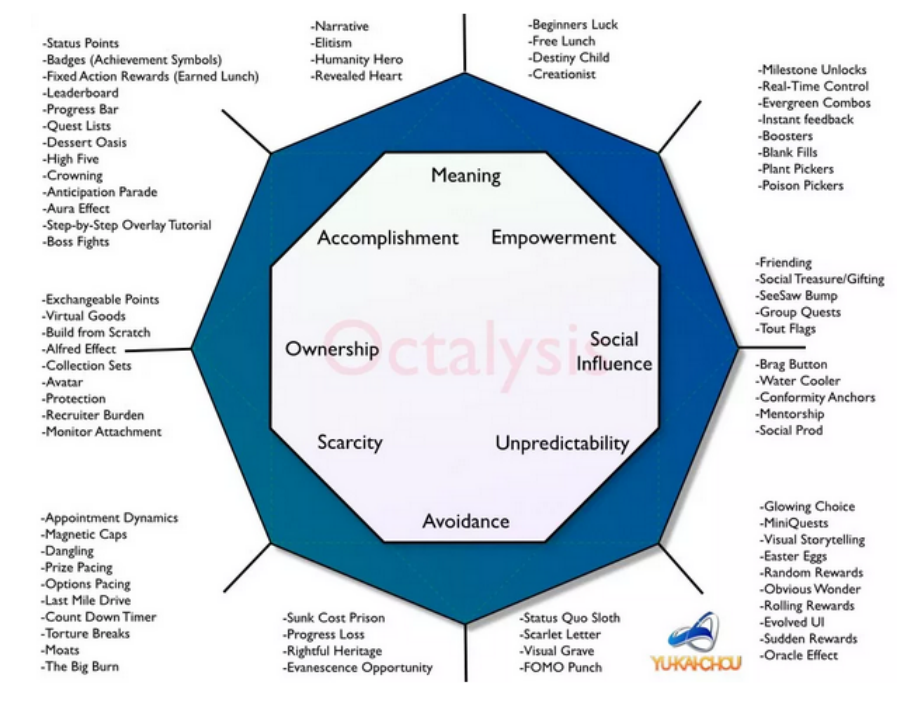 -Narrative
-Elitism
-Humanity Hero
-Revealed Heart
-Beginners Luck
-Free Lunch
-Destiny Child
-Creationist
-Status Points
-Badges (Achievement Symbols)
-Fixed Action Rewards (Earned Lunch)
-Leaderboard
-Progress Bar
-Quest Lists
-Dessert Oasis
-High Five
-Crowning
-Anticipation Parade
-Aura Effect
-Step-by-Step Overlay Tutorial
-Boss Fights
-Milestone Unlocks
-Real-Time Control
-Evergreen Combos
-Instant feedback
-Boosters
-Blank Fills
-Plant Pickers
-Poison Pickers
Meaning
Accomplishment
Empowerment
Ownership
Social
Influence
Octalysis
Scarcity
Unpredictability
Avoidance
-Exchangeable Points
-Virtual Goods
-Build from Scratch
-Alfred Effect
-Collection Sets
-Avatar
-Protection
-Recruiter Burden
-Monitor Attachment
-Friending
-Social Treasure/Gifting
-SeeSaw Bump
-Group Quests
-Tout Flags
-Brag Button
-Water Cooler
-Conformity Anchors
-Mentorship
-Social Prod
-Appointment Dynamics
-Magnetic Caps
-Dangling
-Prize Pacing
-Options Pacing
-Last Mile Drive
-Count Down Timer
-Torture Breaks
-Moats
-The Big Burn
-Sunk Cost Prison
-Progress Loss
-Rightful Heritage
-Evanescence Opportunity
-Status Quo Sloth
-Scarlet Letter
-Visual Grave
-FOMO Punch
-Glowing Choice
-MiniQuests
-Visual Storytelling
-Easter Eggs
-Random Rewards
-Obvious Wonder
-Rolling Rewards
-Evolved UI
-Sudden Rewards
-Oracle Effect
YU-KAI-CHOU